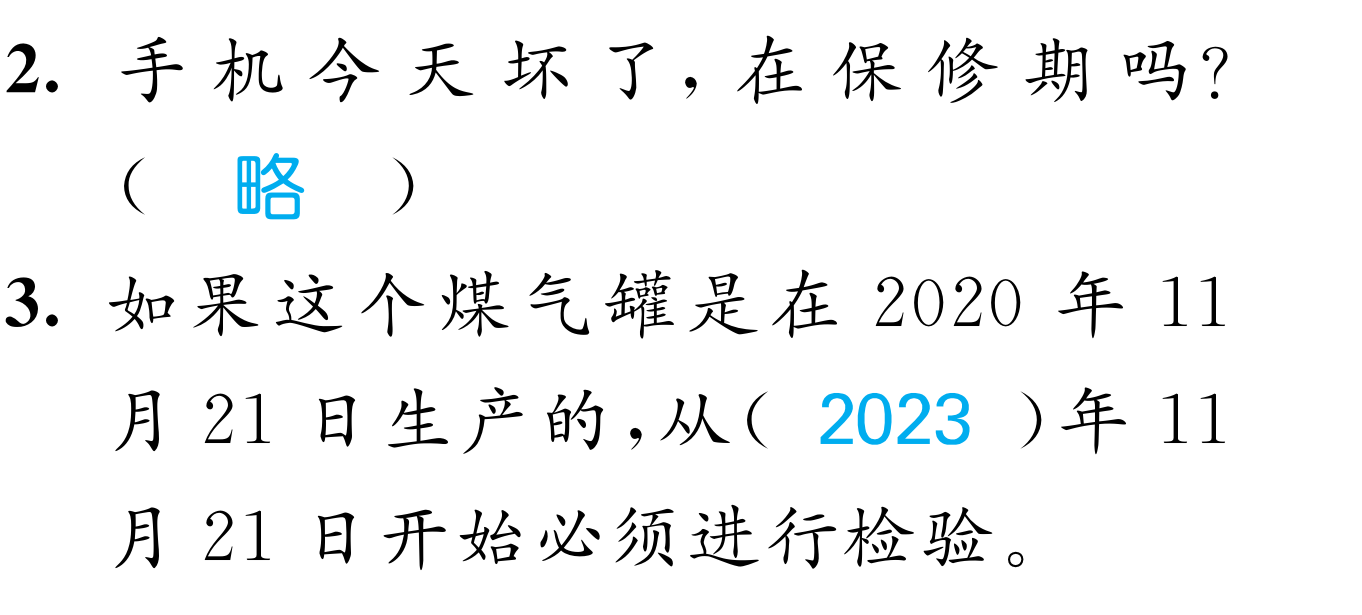 2. 手机今天坏了,在保修期吗?
( 略 )
3. 如果这个煤气罐是在 2020 年 11
月 21 日生产的,从( 2023 )年 11
月 21 日开始必须进行检验。